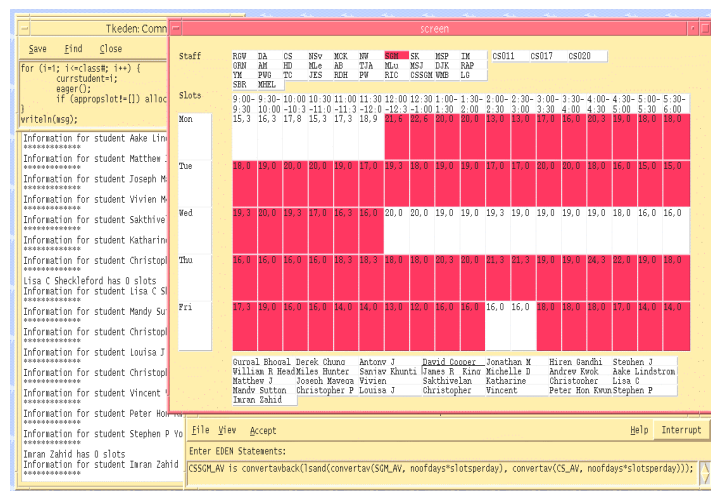 Tkeden: Comm
screen
Save Find Close
for (i=1; i<=class#; i++) {
currstudent=i;
eager();
if (appropslot!=[]) alloc
}
writeln(msg);
Information for student Aake Lin
*************
Information for student Matthew J
*************
Information for student Joseph Ma
*************
Information for student Vivien Mc
*************
Information for student Sakthivel
*************
Information for student Katharin
*************
Information for student Christoph
*************
Lisa C Sheckleford has 0 slots
Information for student Lisa C Sh
*************
Information for student Mandy Su
*************
Information for student Christoph
*************
Information for student Louisa J
*************
Information for student Christoph
*************
Information for student Vincent
*************
Information for student Peter Hon
*************
Information for student Stephen P Yo
*************
Imran Zahid has 0 slots
Information for student Imran Zahid
*************
Staff
RGW DA CS NSv MCK NW SGM SK MSP IM CS011 CS017 CS020
GRN AM HD MLe AB TJA MLu MSJ DJK RAP
YM PWG TC JES RDH PW RIC CSSGM WMB LG
SBR MHEL
Slots
9:00- 9:30- 10:00 10:30 11:00 11:30 12:00 12:30 1:00- 1:30- 2:00- 2:30- 3:00- 3:30- 4:00- 4:30- 5:00- 5:30-
9:30 10:00 -10:3 -11:0 -11:3 -12:0 -12:3 -1:00 1:30 2:00 2:30 3:00 3:30 4:00 4:30 5:00 5:30 6:00
Mon 15,3 16,3 17,8 15,3 17,3 18,9 21,6 22,6 20,0 20,0 13,0 13,0 17,0 16,0 20,3 19,0 18,0 18,0
Tue 18,0 19,0 20,0 20,0 19,0 17,0 19,3 18,0 19,0 19,0 17,0 17,0 20,0 20,0 18,0 16,0 15,0 15,0
Wed 19,3 20,0 19,3 17,0 16,3 16,0 20,0 20,0 19,0 19,0 19,3 19,0 19,0 19,0 19,0 18,0 16,0 16,0
Thu 16,0 16,0 16,0 16,0 18,3 18,3 18,0 18,0 20,3 20,0 21,3 21,3 19,0 19,0 24,3 22,0 19,0 18,0
Fri 17,3 19,0 16,0 16,0 14,0 14,0 13,0 12,0 16,0 16,0 16,0 16,0 18,0 18,0 18,0 17,0 14,0 14,0
Gurpal Bhogal Derek Chung Antony J David Cooper Jonathan M Hiren Gandhi Stephen J
William R Head Miles Hunter Sanjay Khunti James R King Michelle D Andrew Kwok Aake Lindstrom
Matthew J Joseph Mavega Vivien Sakthivelan Katharine Christopher Lisa C
Mandy Sutton Christopher P Louisa J Christopher Vincent Peter Hon Kwun Stephen P
Imran Zahid
File View Accept Help Interrupt
Enter EDEN Statements:
CSSGM_AV is convertavback(lsand(convertav(SGM_AV, noofdays*slotsperday), convertav(CS_AV, noofdays*slotsperday)));